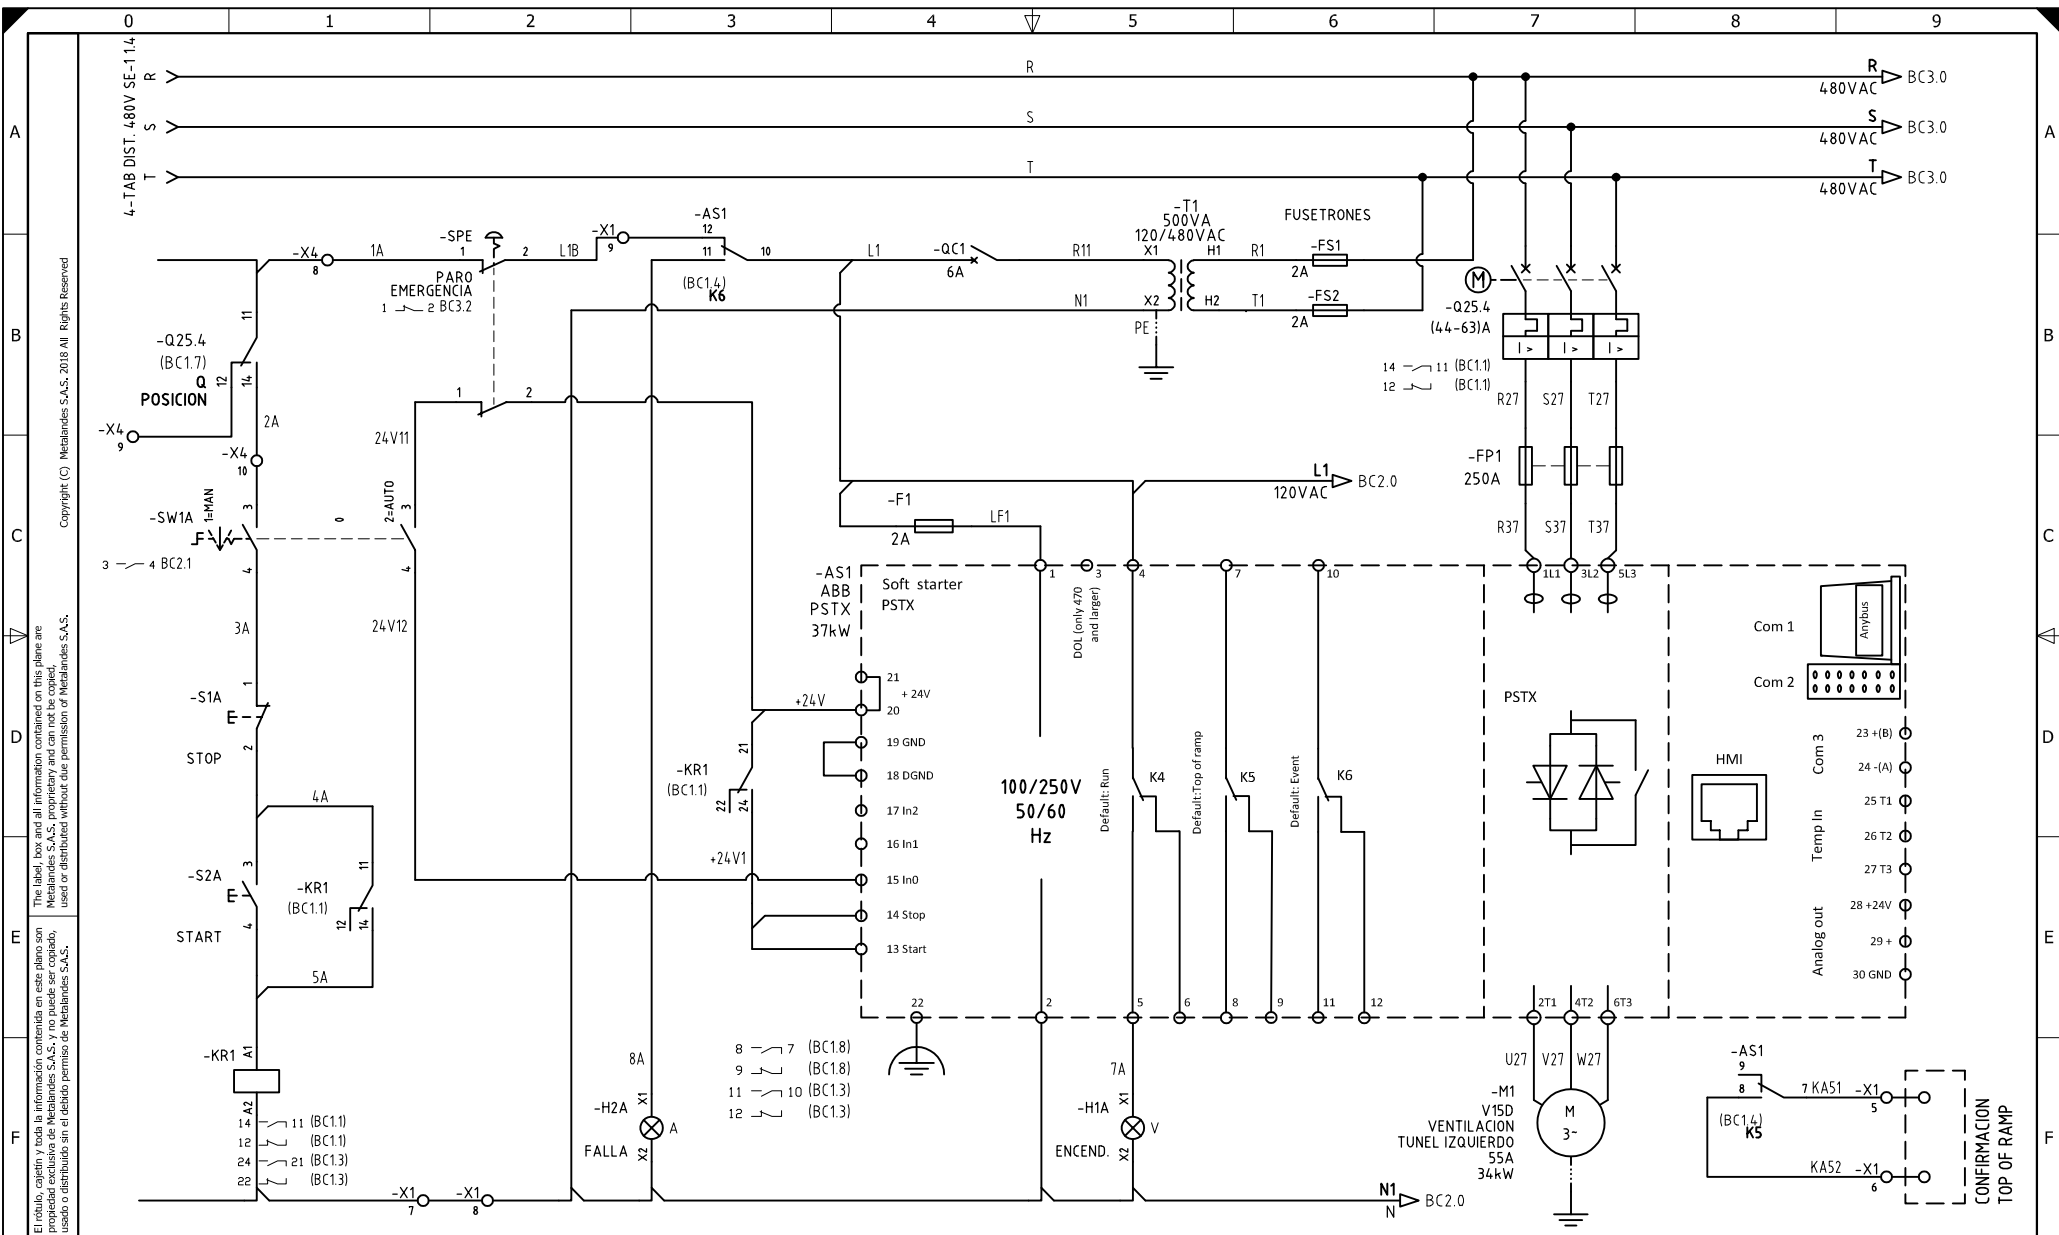 0 1 2 3 4 5 6 7 8 9
A
B
C
D
E
F
A
B
C
D
E
F
Copyright (C) Metalandes S.A.S. 2018 All Rights Reserved
The label, box and all information contained on this plane are
Metalandes S.A.S. proprietary and can not be copied,
used or distributed without due permission of Metalandes S.A.S.
El rótulo, cajetín y toda la información contenida en este plano son
propiedad exclusiva de Metalandes S.A.S. y no puede ser copiado,
usado o distribuido sin el debido permiso de Metalandes S.A.S.
4-TAB DIST. 480V SE-1 1.4
R
R
R
480VAC
BC3.0
S
S
S
480VAC
BC3.0
T
T
T
480VAC
BC3.0
-X4
8
1A
-SPE
1
2
PARO
EMERGENCIA
1 2 BC3.2
L1B
-X1
9
-AS1
12
11
10
(BC1.4)
K6
L1
-QC1
6A
R11
N1
-T1
500VA
120/480VAC
X1
H1
X2
H2
PE
R1
T1
FUSETRONES
-FS1
2A
-FS2
2A
M
-Q25.4
(44-63)A
I >
I >
I >
14 11 (BC1.1)
12 (BC1.1)
R27
S27
T27
-FP1
250A
R37
S37
T37
11
-Q25.4
(BC1.7)
Q
POSICION
12
14
-X4
9
2A
-X4
10
1=MAN
0
2=AUTO
-SW1A
3
4
3 4 BC2.1
3
4
24V11
24V12
1
2
3A
-S1A
1
2
STOP
4A
-S2A
3
4
START
-KR1
(BC1.1)
11
12
14
5A
-KR1
A1
A2
14 11 (BC1.1)
12 (BC1.1)
24 21 (BC1.3)
22 (BC1.3)
-X1
7
-X1
8
-F1
2A
LF1
L1
120VAC
BC2.0
-AS1
ABB
PSTX
37kW
Soft starter
PSTX
1
3
4
7
10
1L1
3L2
5L3
DOL (only 470
and larger)
21
+ 24V
20
19 GND
18 DGND
17 In2
16 In1
15 In0
14 Stop
13 Start
+24V
-KR1
(BC1.1)
21
22
24
+24V1
100/250V
50/60
Hz
Default: Run
K4
Default:Top of ramp
K5
Default: Event
K6
PSTX
HMI
Com 1
Anybus
Com 2
Com 3
Temp In
Analog out
23 +(B)
24 -(A)
25 T1
26 T2
27 T3
28 +24V
29 +
30 GND
22
2
5
6
8
9
11
12
2T1
4T2
6T3
8A
-H2A
X1
A
X2
FALLA
8 7 (BC1.8)
9 (BC1.8)
11 10 (BC1.3)
12 (BC1.3)
7A
-H1A
X1
V
X2
ENCEND.
N1
N
BC2.0
U27
V27
W27
-M1
V15D
VENTILACION
TUNEL IZQUIERDO
55A
34kW
M
3~
-AS1
9
8
7
(BC1.4)
K5
KA51
-X1
5
KA52
-X1
6
CONFIRMACION
TOP OF RAMP